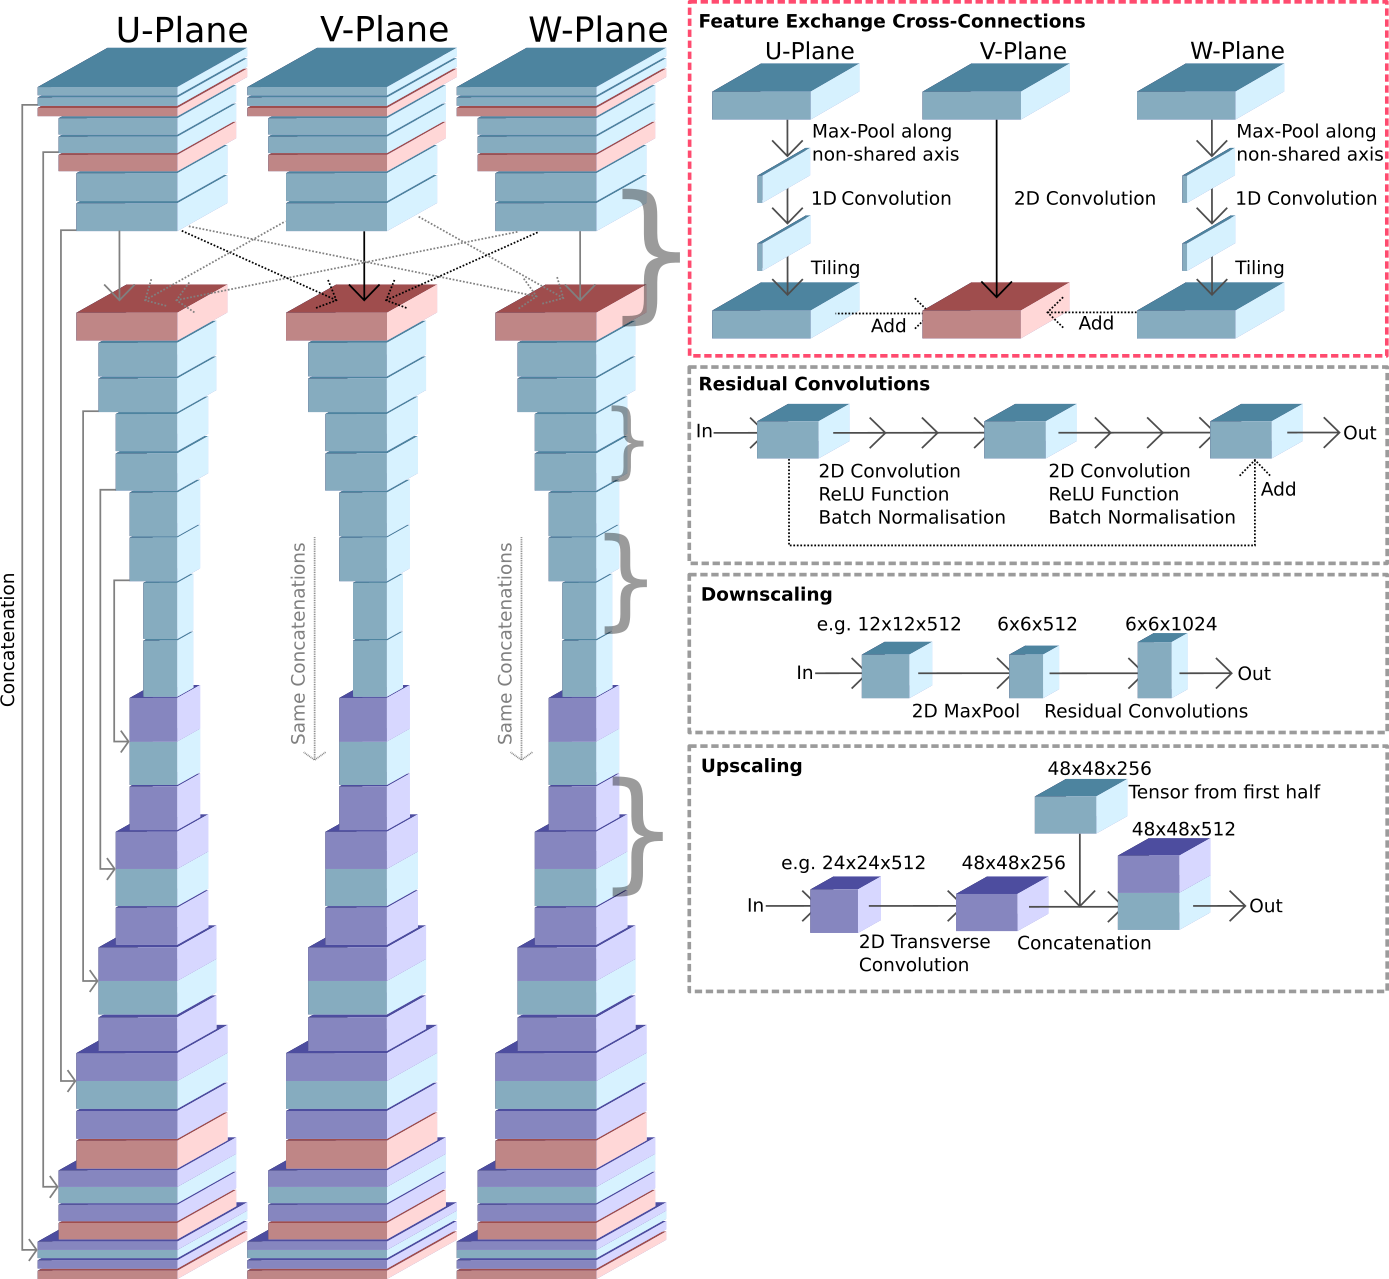 U-Plane
V-Plane
W-Plane
Concatenation
Same Concatenations
Same Concatenations
Feature Exchange Cross-Connections
U-Plane
V-Plane
W-Plane
Max-Pool along
non-shared axis
Max-Pool along
non-shared axis
1D Convolution
2D Convolution
1D Convolution
Tiling
Tiling
Add
Add
Residual Convolutions
In
Out
2D Convolution
ReLU Function
Batch Normalisation
2D Convolution
ReLU Function
Batch Normalisation
Add
Downscaling
e.g. 12x12x512
6x6x512
6x6x1024
In
Out
2D MaxPool
Residual Convolutions
Upscaling
48x48x256
Tensor from first half
48x48x512
e.g. 24x24x512
48x48x256
In
Out
2D Transverse
Convolution
Concatenation